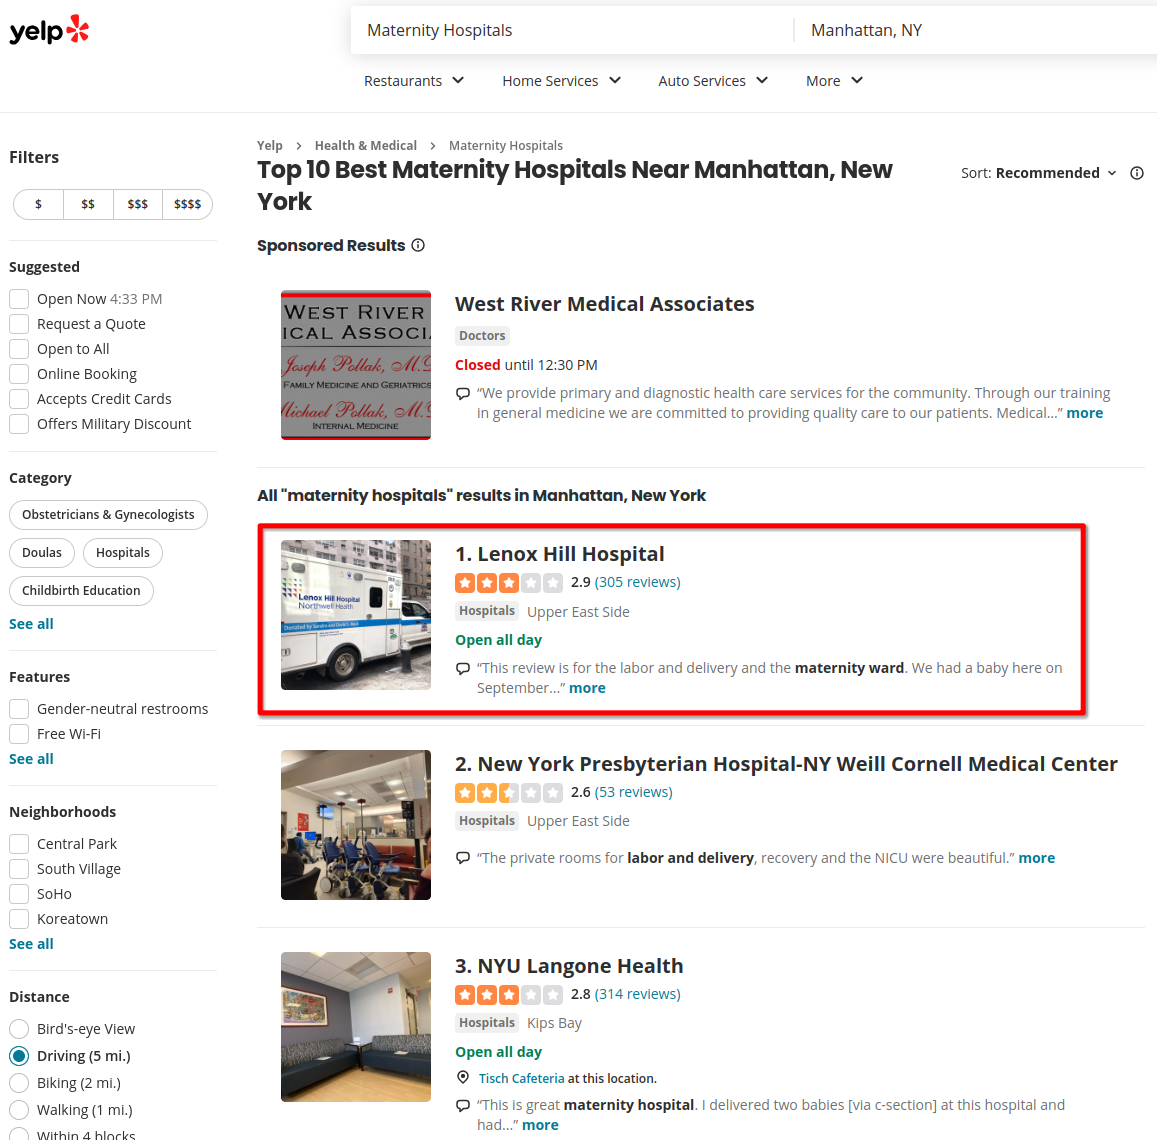 yelp
Maternity Hospitals
Manhattan, NY
Restaurants
Home Services
Auto Services
More
Filters
$
$$
$$$
$$$$
Suggested
Open Now 4:33 PM
Request a Quote
Open to All
Online Booking
Accepts Credit Cards
Offers Military Discount
Category
Obstetricians & Gynecologists
Doulas
Hospitals
Childbirth Education
See all
Features
Gender-neutral restrooms
Free Wi-Fi
See all
Neighborhoods
Central Park
South Village
SoHo
Koreatown
See all
Distance
Bird's-eye View
Driving (5 mi.)
Biking (2 mi.)
Walking (1 mi.)
Within 4 blocks
Yelp > Health & Medical > Maternity Hospitals
Top 10 Best Maternity Hospitals Near Manhattan, New
York
Sort: Recommended
Sponsored Results
WEST RIVER
ICAL ASSOCI
Joseph Pollak, M.D
FAMILY MEDICINE AND GERIATRICS
Michael Pollak, M.D
INTERNAL MEDICINE
West River Medical Associates
Doctors
Closed until 12:30 PM
“We provide primary and diagnostic health care services for the community. Through our training
in general medicine we are committed to providing quality care to our patients. Medical…” more
All "maternity hospitals" results in Manhattan, New York
Lenox Hill Hospital
Northwell Health
1. Lenox Hill Hospital
2.9 (305 reviews)
Hospitals Upper East Side
Open all day
“This review is for the labor and delivery and the maternity ward. We had a baby here on
September…” more
2. New York Presbyterian Hospital-NY Weill Cornell Medical Center
2.6 (53 reviews)
Hospitals Upper East Side
“The private rooms for labor and delivery, recovery and the NICU were beautiful.” more
3. NYU Langone Health
2.8 (314 reviews)
Hospitals Kips Bay
Open all day
Tisch Cafeteria at this location.
“This is great maternity hospital. I delivered two babies [via c-section] at this hospital and
had…” more